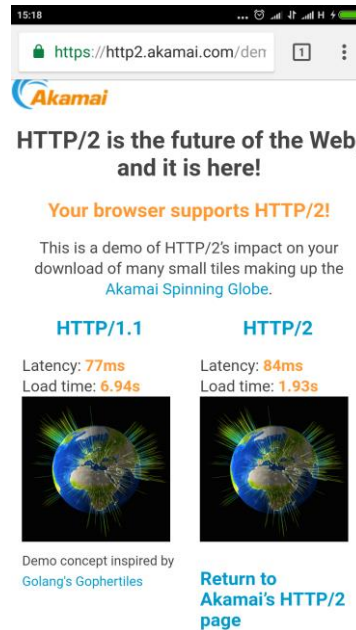 15:18
... H
https://http2.akamai.com/dem
1
Akamai
HTTP/2 is the future of the Web
and it is here!
Your browser supports HTTP/2!
This is a demo of HTTP/2's impact on your
download of many small tiles making up the
Akamai Spinning Globe.
HTTP/1.1
Latency: 77ms
Load time: 6.94s
Demo concept inspired by
Golang's Gophertiles
HTTP/2
Latency: 84ms
Load time: 1.93s
Return to
Akamai's HTTP/2
page